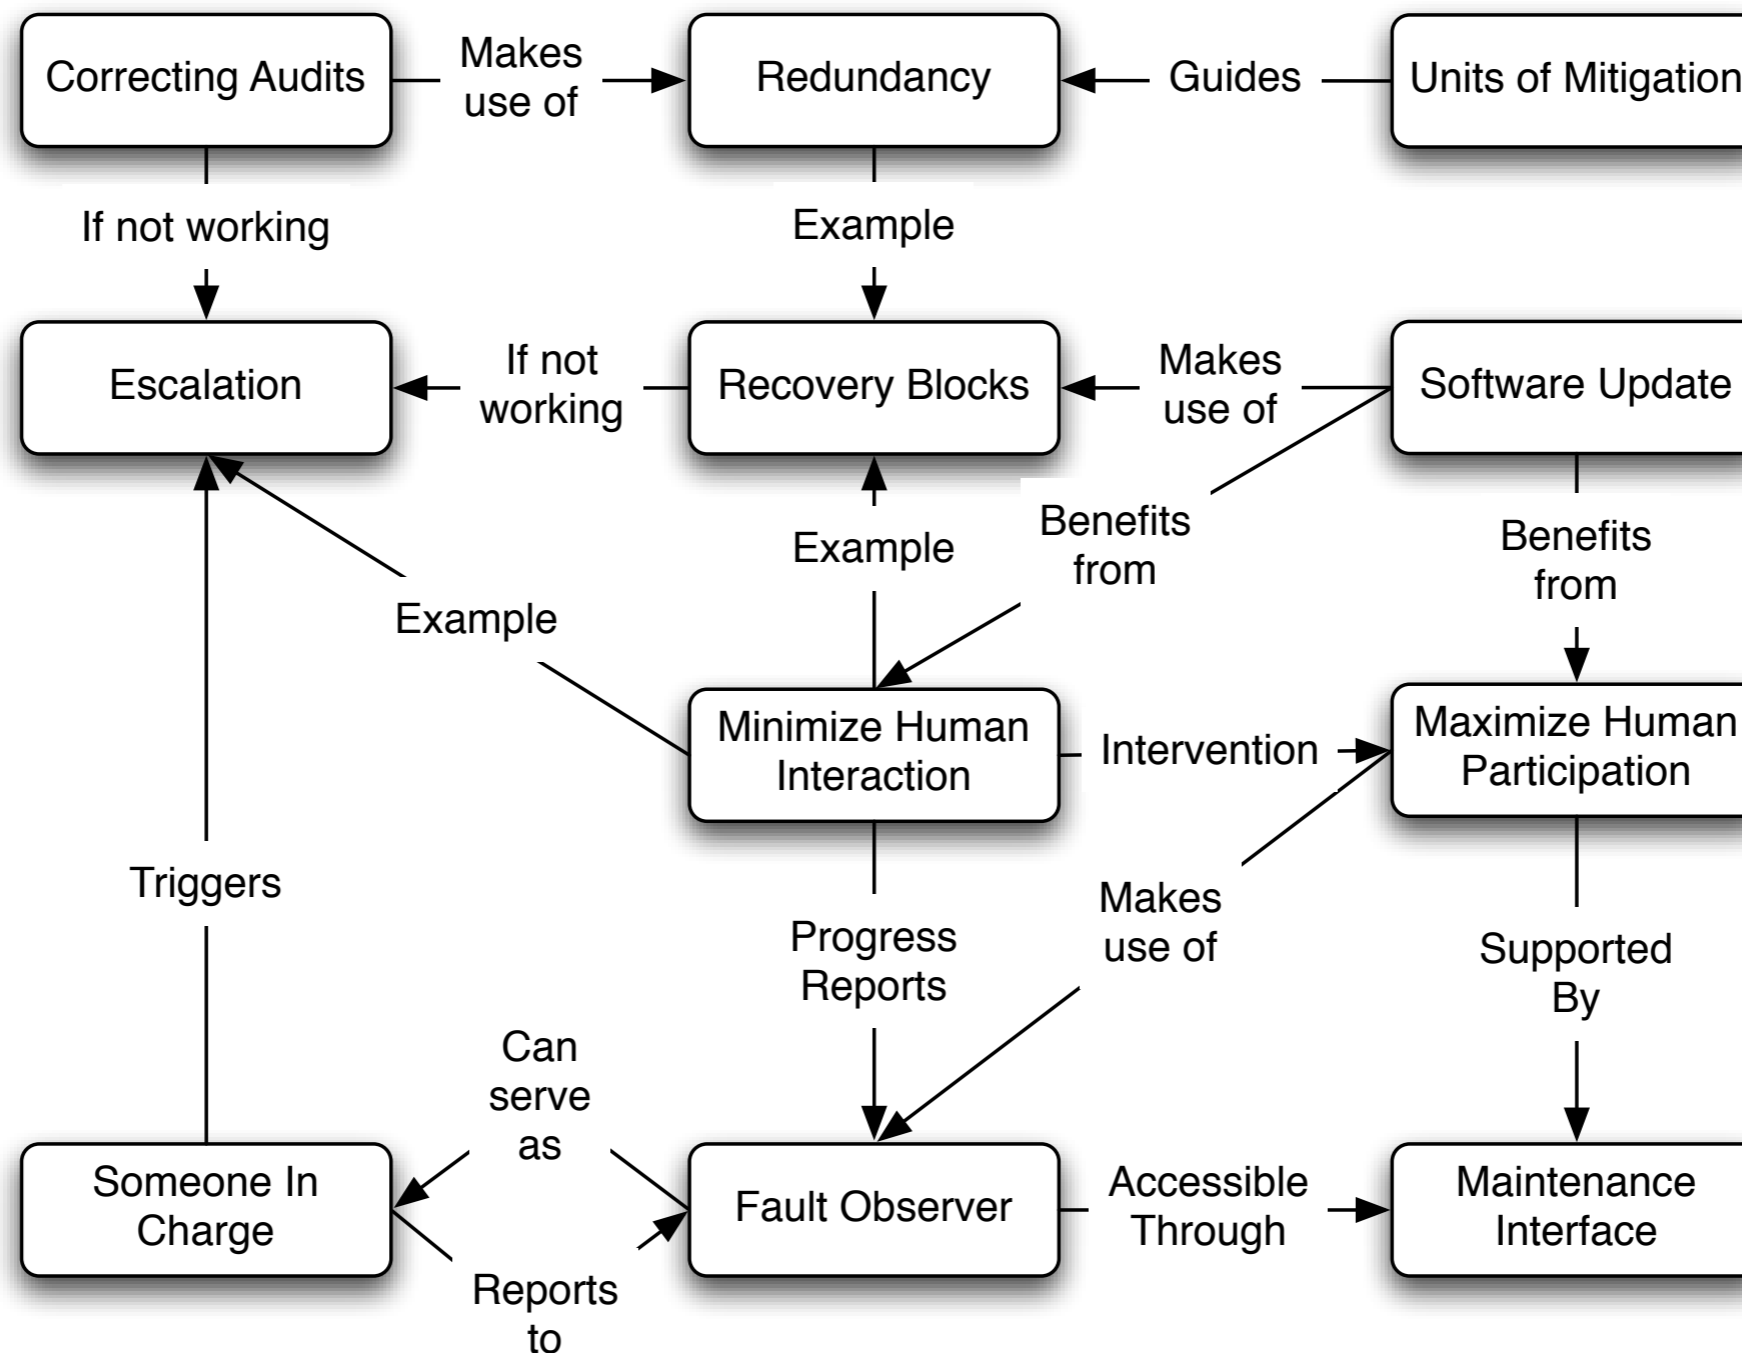 Correcting Audits
Makes
use of
Redundancy
Guides
Units of Mitigation
If not working
Example
Escalation
If not
working
Recovery Blocks
Makes
use of
Software Update
Example
Benefits
from
Benefits
from
Example
Minimize Human
Interaction
Intervention
Maximize Human
Participation
Triggers
Progress
Reports
Makes
use of
Supported
By
Can
serve
as
Someone In
Charge
Fault Observer
Accessible
Through
Maintenance
Interface
Reports
to